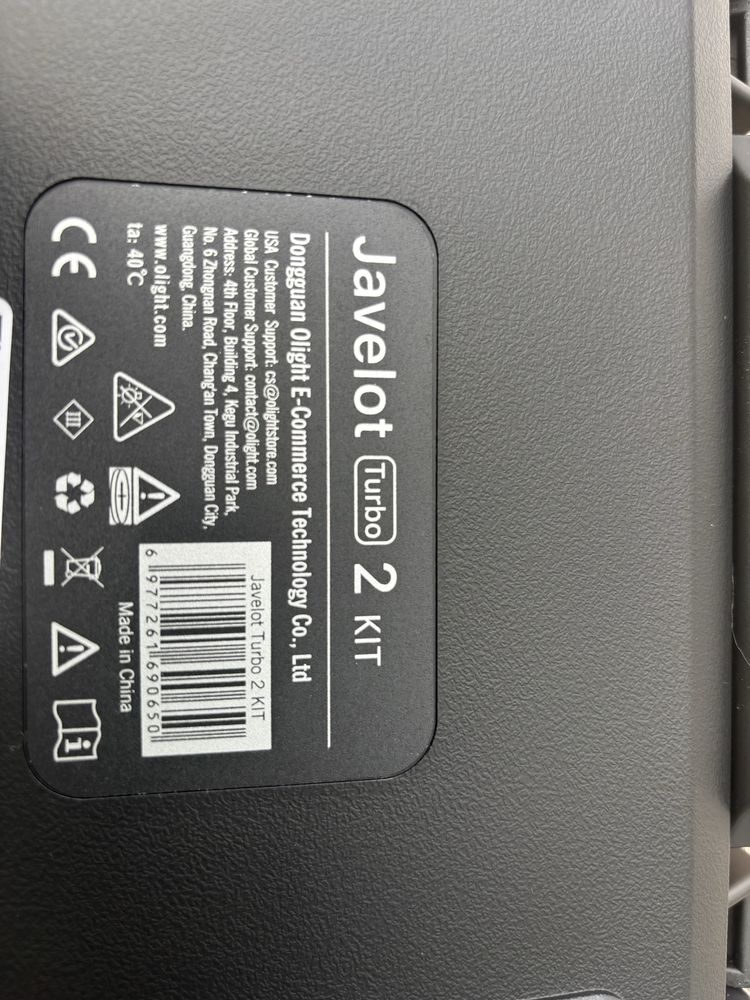 Javelot Turbo 2 KIT
Dongguan Olight E-Commerce Technology Co., Ltd
USA Customer Support: cs@olightstore.com
Global Customer Support: contact@olight.com
Address: 4th Floor, Building 4, Kegu Industrial Park,
No. 6 Zhongnan Road, Chang'an Town, Dongguan City,
Guangdong, China.
www.olight.com
ta: 40℃
Javelot Turbo 2 KIT
6 977261 690650
Made in China
CE
III